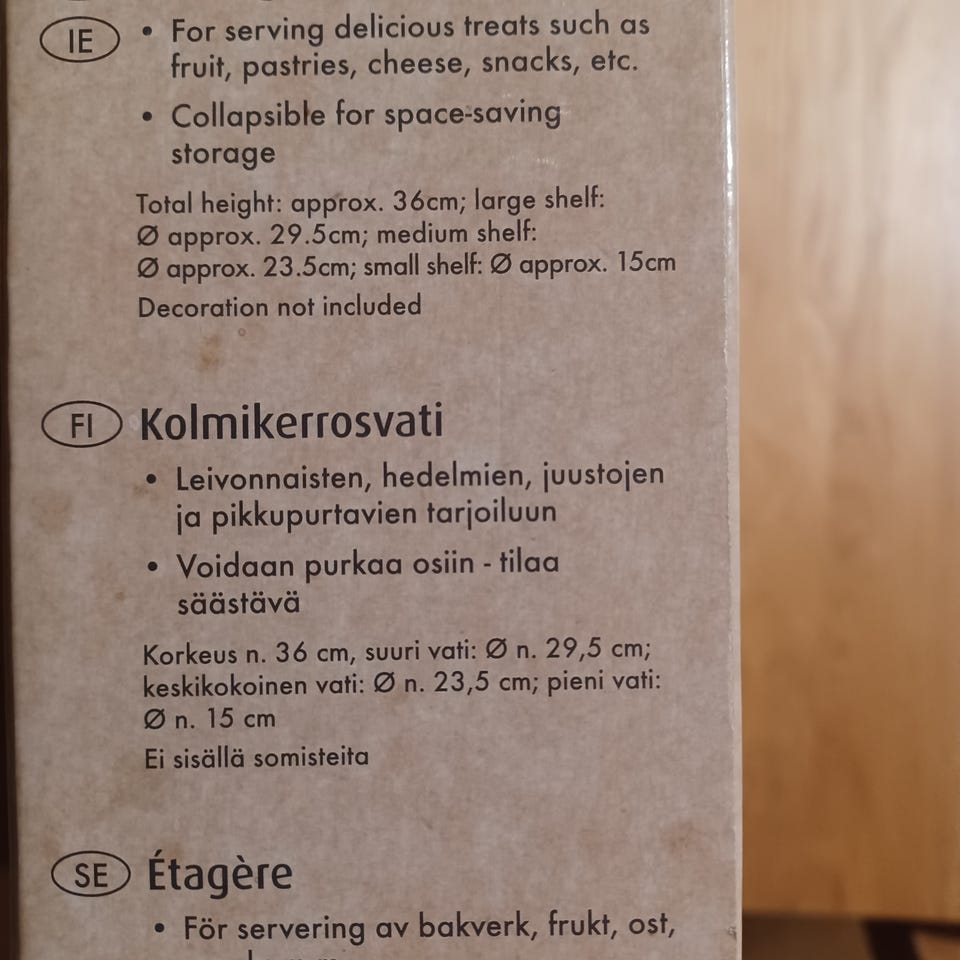 IE • For serving delicious treats such as
fruit, pastries, cheese, snacks, etc.
• Collapsible for space-saving
storage
Total height: approx. 36cm; large shelf:
Ø approx. 29.5cm; medium shelf:
Ø approx. 23.5cm; small shelf: Ø approx. 15cm
Decoration not included
FI Kolmikerrosvati
• Leivonnaisten, hedelmien, juustojen
ja pikkupurtavien tarjoiluun
• Voidaan purkaa osiin - tilaa
säästävä
Korkeus n. 36 cm, suuri vati: Ø n. 29,5 cm;
keskikokoinen vati: Ø n. 23,5 cm; pieni vati:
Ø n. 15 cm
Ei sisällä somisteita
SE Étagère
• För servering av bakverk, frukt, ost,